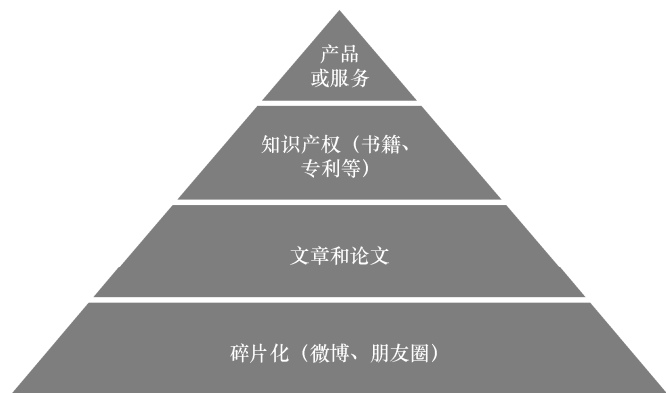 产品
或服务
知识产权（书籍、
专利等）
文章和论文
碎片化（微博、朋友圈）